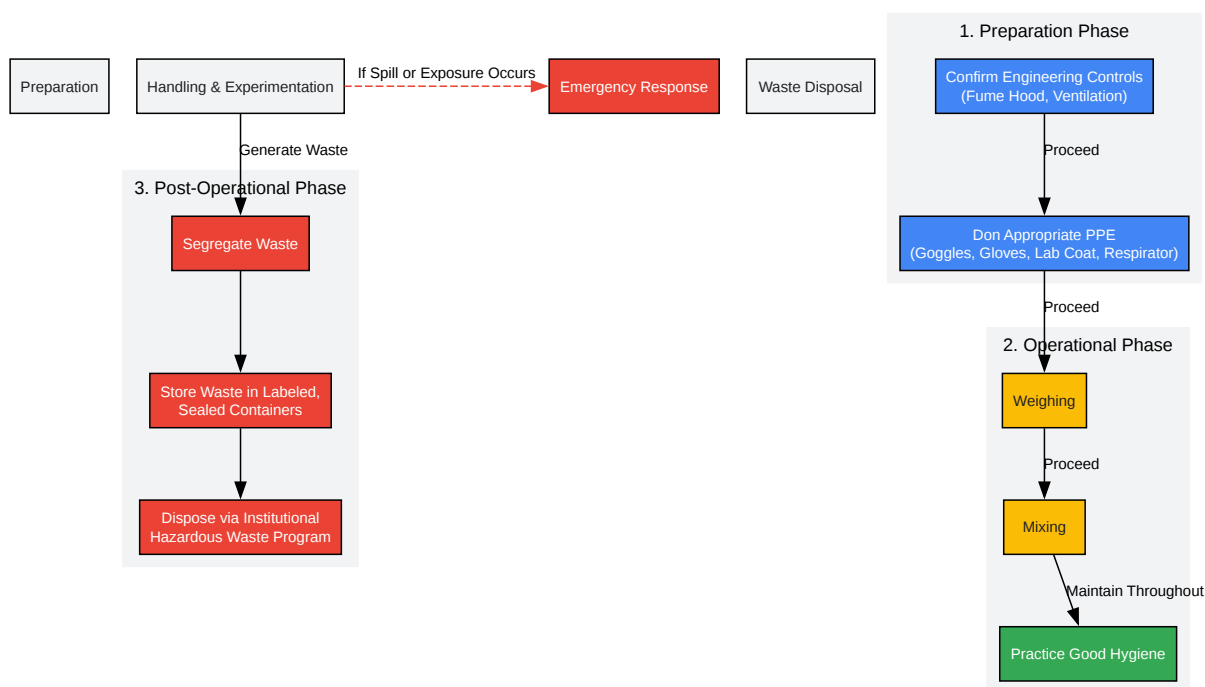 1. Preparation Phase
Preparation
Handling & Experimentation
If Spill or Exposure Occurs
Emergency Response
Waste Disposal
Confirm Engineering Controls
(Fume Hood, Ventilation)
Generate Waste
Proceed
3. Post-Operational Phase
Segregate Waste
Don Appropriate PPE
(Goggles, Gloves, Lab Coat, Respirator)
Proceed
2. Operational Phase
Store Waste in Labeled,
Sealed Containers
Weighing
Proceed
Dispose via Institutional
Hazardous Waste Program
Mixing
Maintain Throughout
Practice Good Hygiene